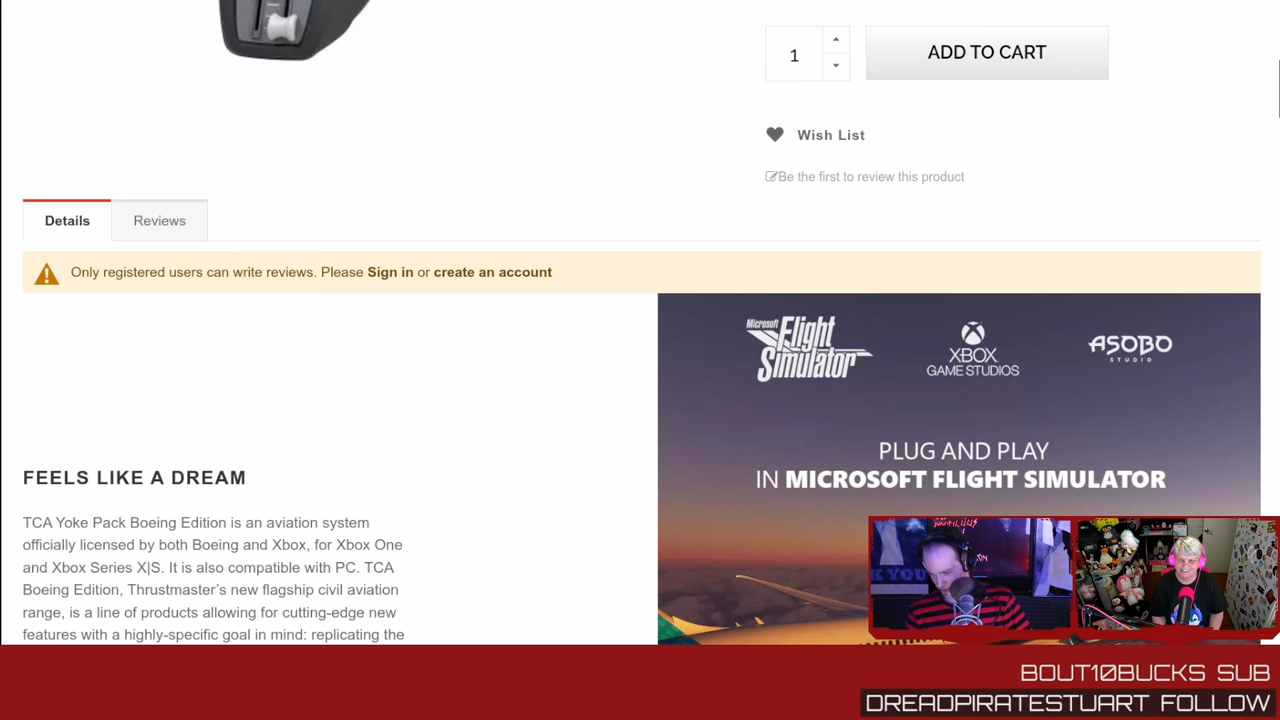 1
ADD TO CART
Wish List
Be the first to review this product
Details
Reviews
Only registered users can write reviews. Please Sign in or create an account
Microsoft Flight Simulator
XBOX
GAME STUDIOS
ASOBO
STUDIO
PLUG AND PLAY
IN MICROSOFT FLIGHT SIMULATOR
FEELS LIKE A DREAM
TCA Yoke Pack Boeing Edition is an aviation system
officially licensed by both Boeing and Xbox, for Xbox One
and Xbox Series X|S. It is also compatible with PC. TCA
Boeing Edition, Thrustmaster's new flagship civil aviation
range, is a line of products allowing for cutting-edge new
features with a highly-specific goal in mind: replicating the
BOUT10BUCKS SUB
DREADPIRATESTUART FOLLOW